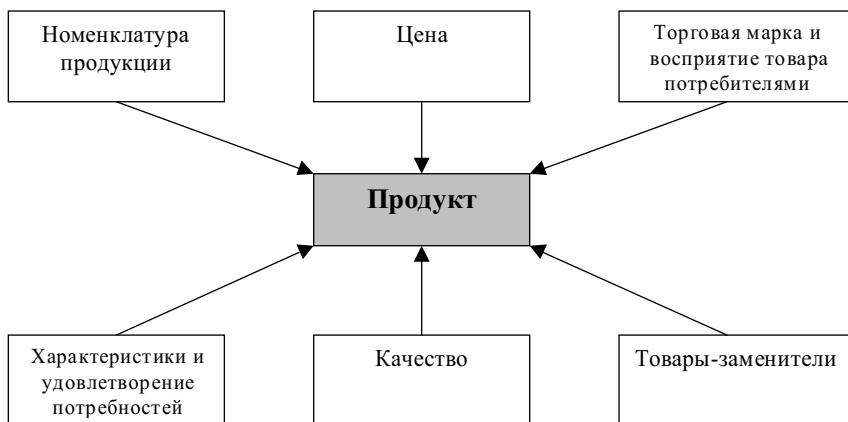 Номенклатура
продукции
Цена
Торговая марка и
восприятие товара
потребителями
Продукт
Характеристики и
удовлетворение
потребностей
Качество
Товары-заменители